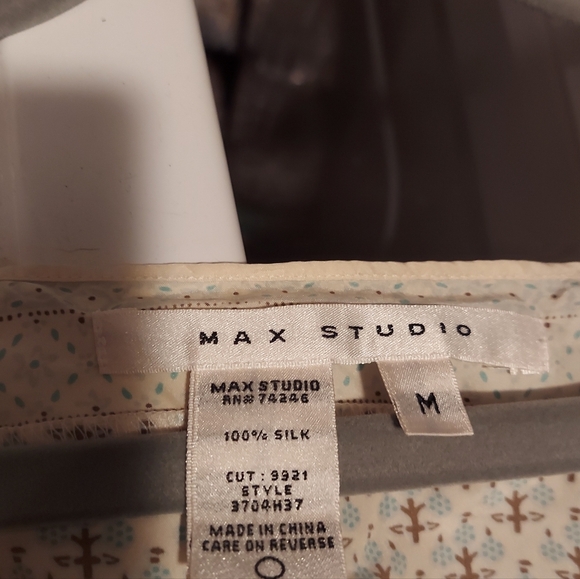 MAX STUDIO
MAX STUDIO
RN# 74246
M
100% SILK
CUT : 9921
STYLE
3704H37
MADE IN CHINA
CARE ON REVERSE